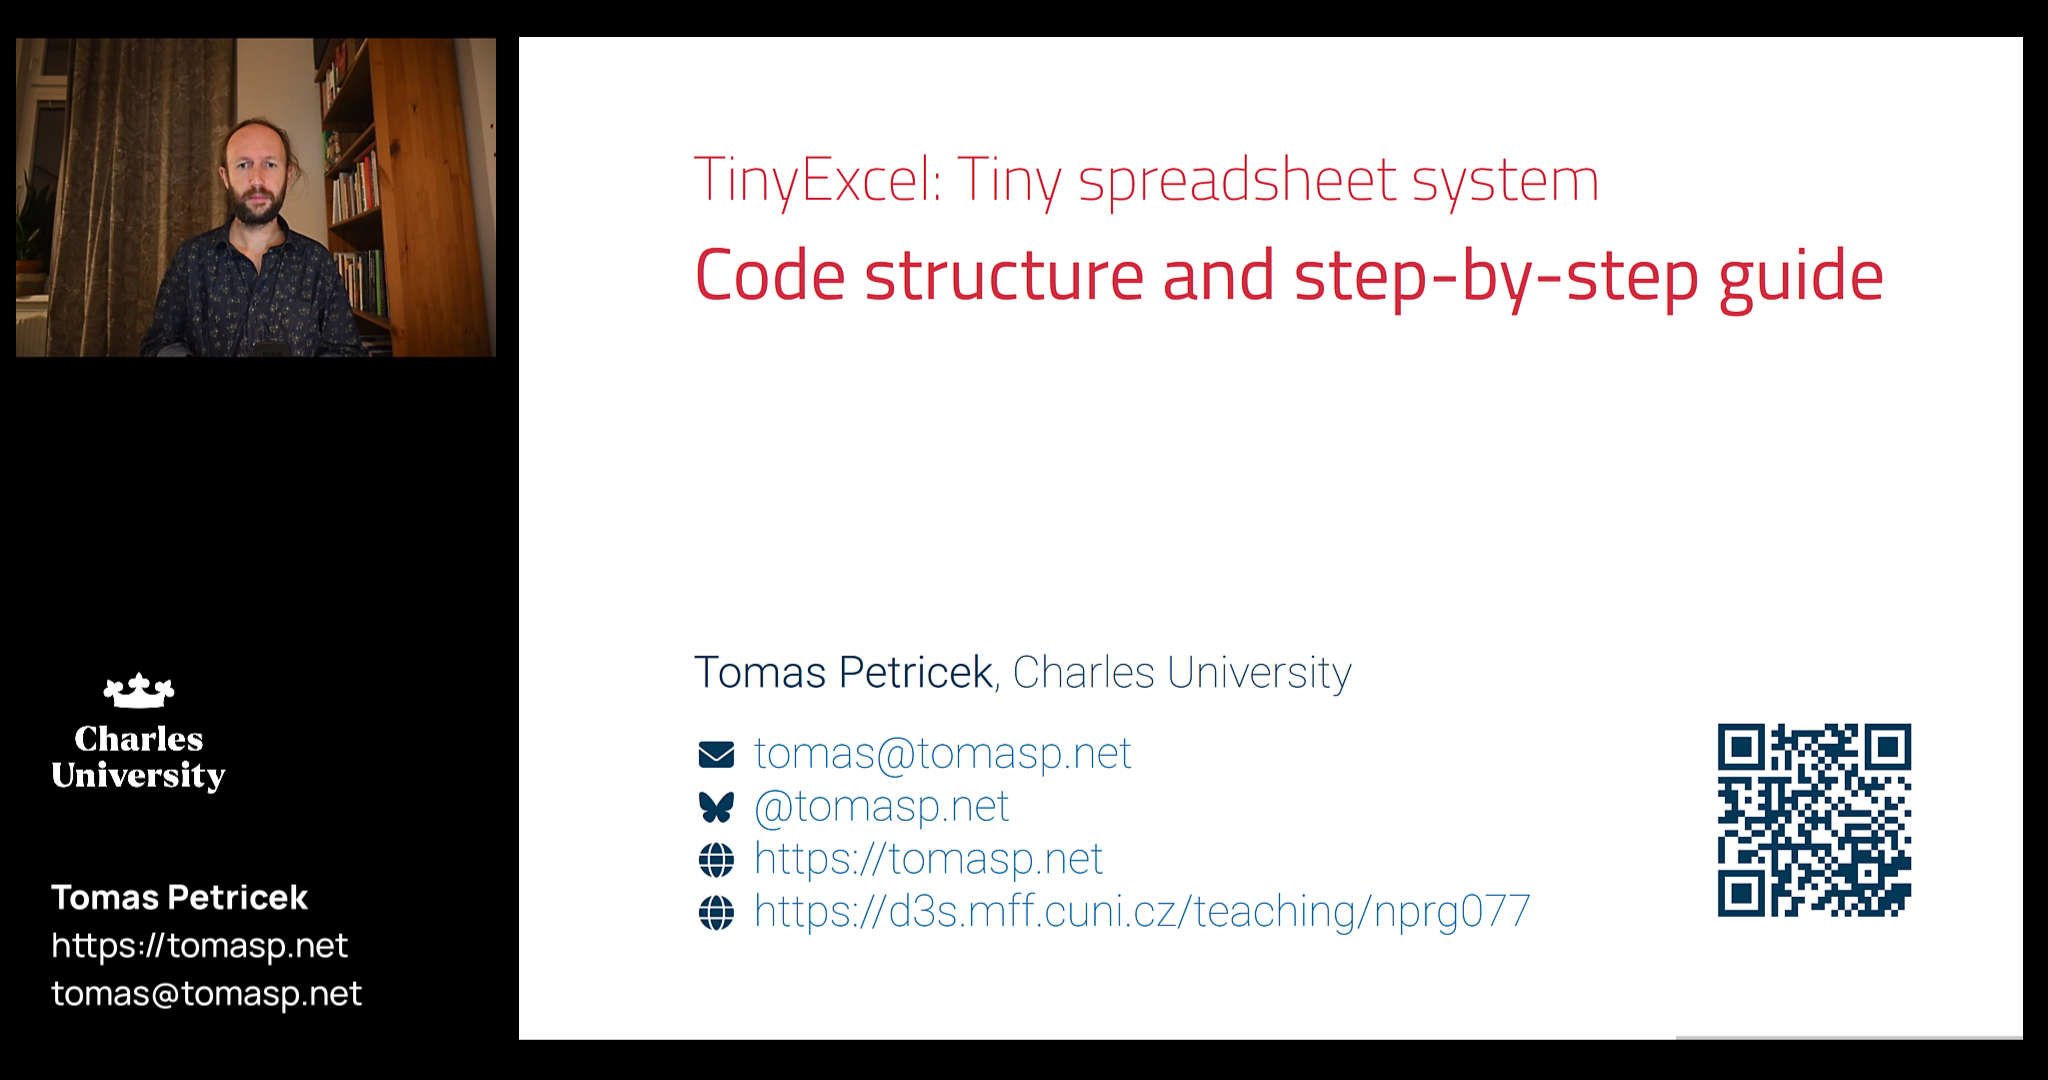 TinyExcel: Tiny spreadsheet system
Code structure and step-by-step guide
Tomas Petricek, Charles University
tomas@tomasp.net
@tomasp.net
https://tomasp.net
https://d3s.mff.cuni.cz/teaching/nprg077
Charles
University
Tomas Petricek
https://tomasp.net
tomas@tomasp.net